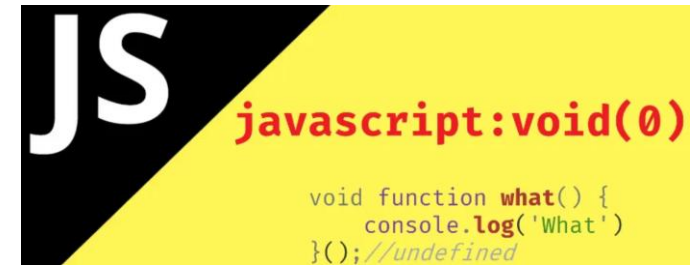 JS
javascript:void(0)
void function what() {
console.log('What')
}();//undefined